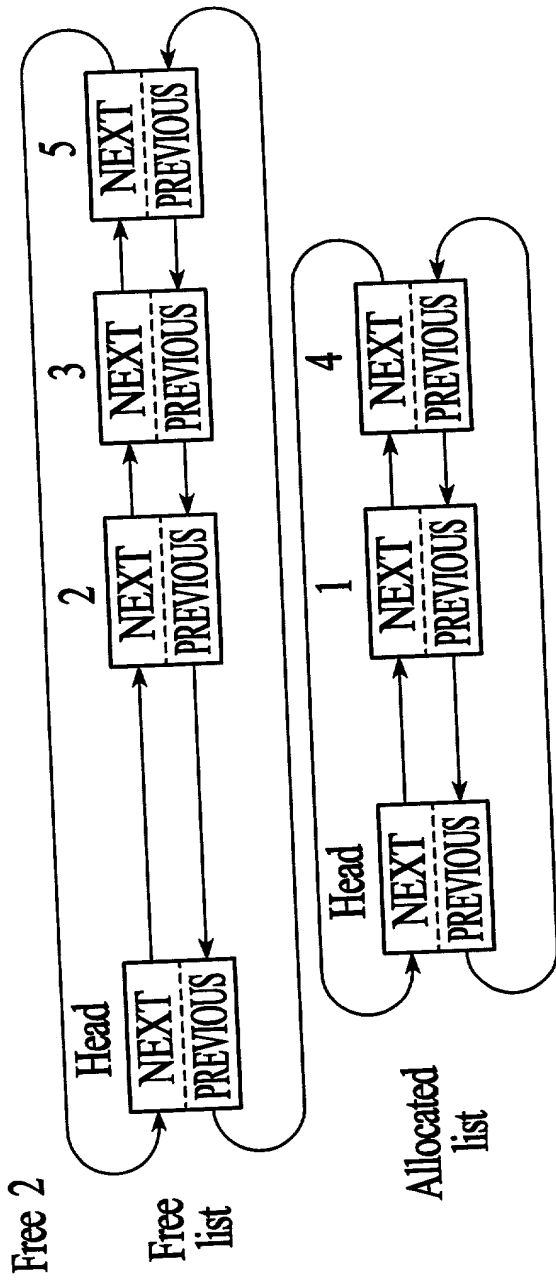 Free 2
Free
list
Head
NEXT
PREVIOUS
2
NEXT
PREVIOUS
3
NEXT
PREVIOUS
5
NEXT
PREVIOUS
Allocated
list
Head
NEXT
PREVIOUS
1
NEXT
PREVIOUS
4
NEXT
PREVIOUS